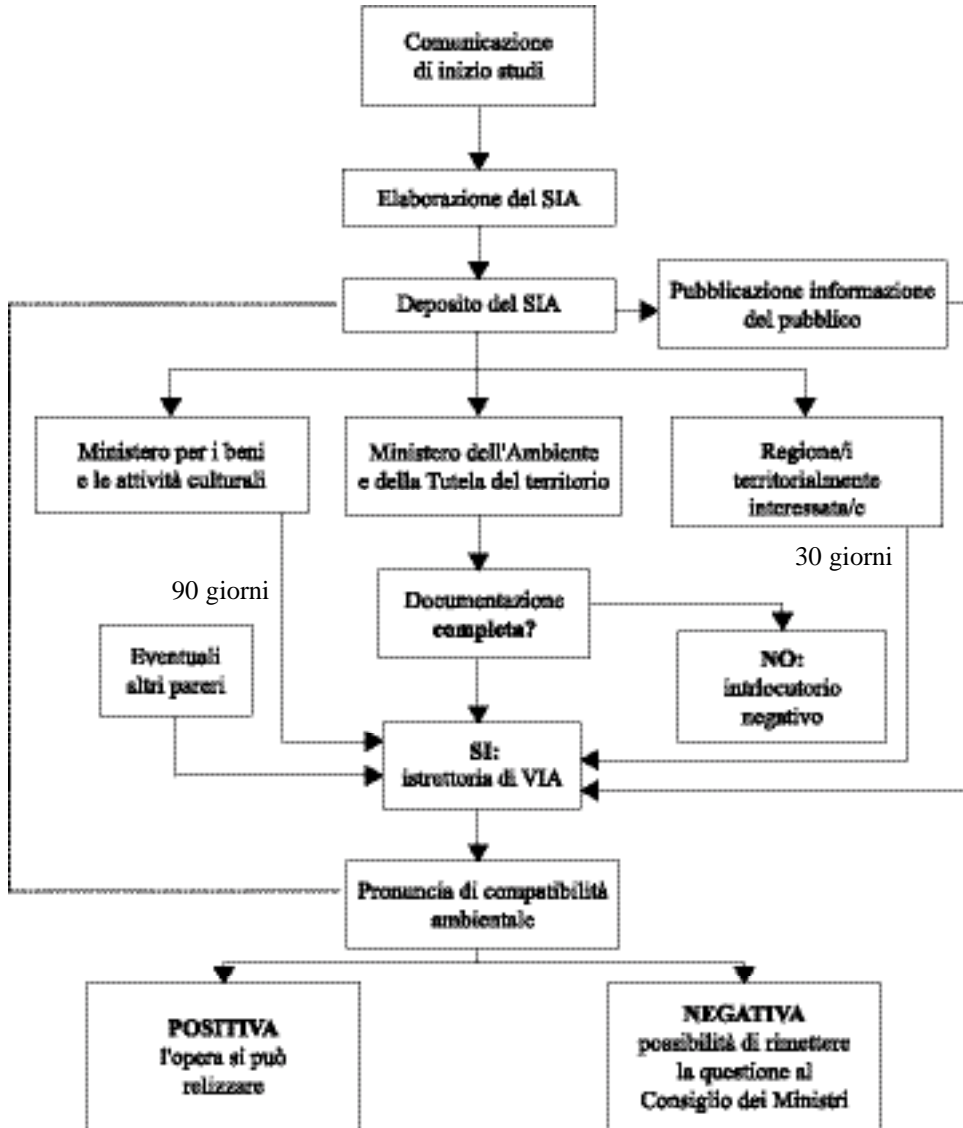 Comunicazione
di inizio studi
Elaborazione del SIA
Deposito del SIA
Pubblicazione informazione
del pubblico
Ministero per i beni
e le attività culturali
Ministero dell'Ambiente
e della Tutela del territorio
Regione/i
territorialmente
interessata/e
90 giorni
30 giorni
Documentazione
completa?
Eventuali
altri pareri
NO:
intrlocutorio
negativo
SI:
istruttoria di VIA
Pronuncia di compatibilità
ambientale
POSITIVA
l'opera si può
relizzare
NEGATIVA
possibilità di rimettere
la questione al
Consiglio dei Ministri